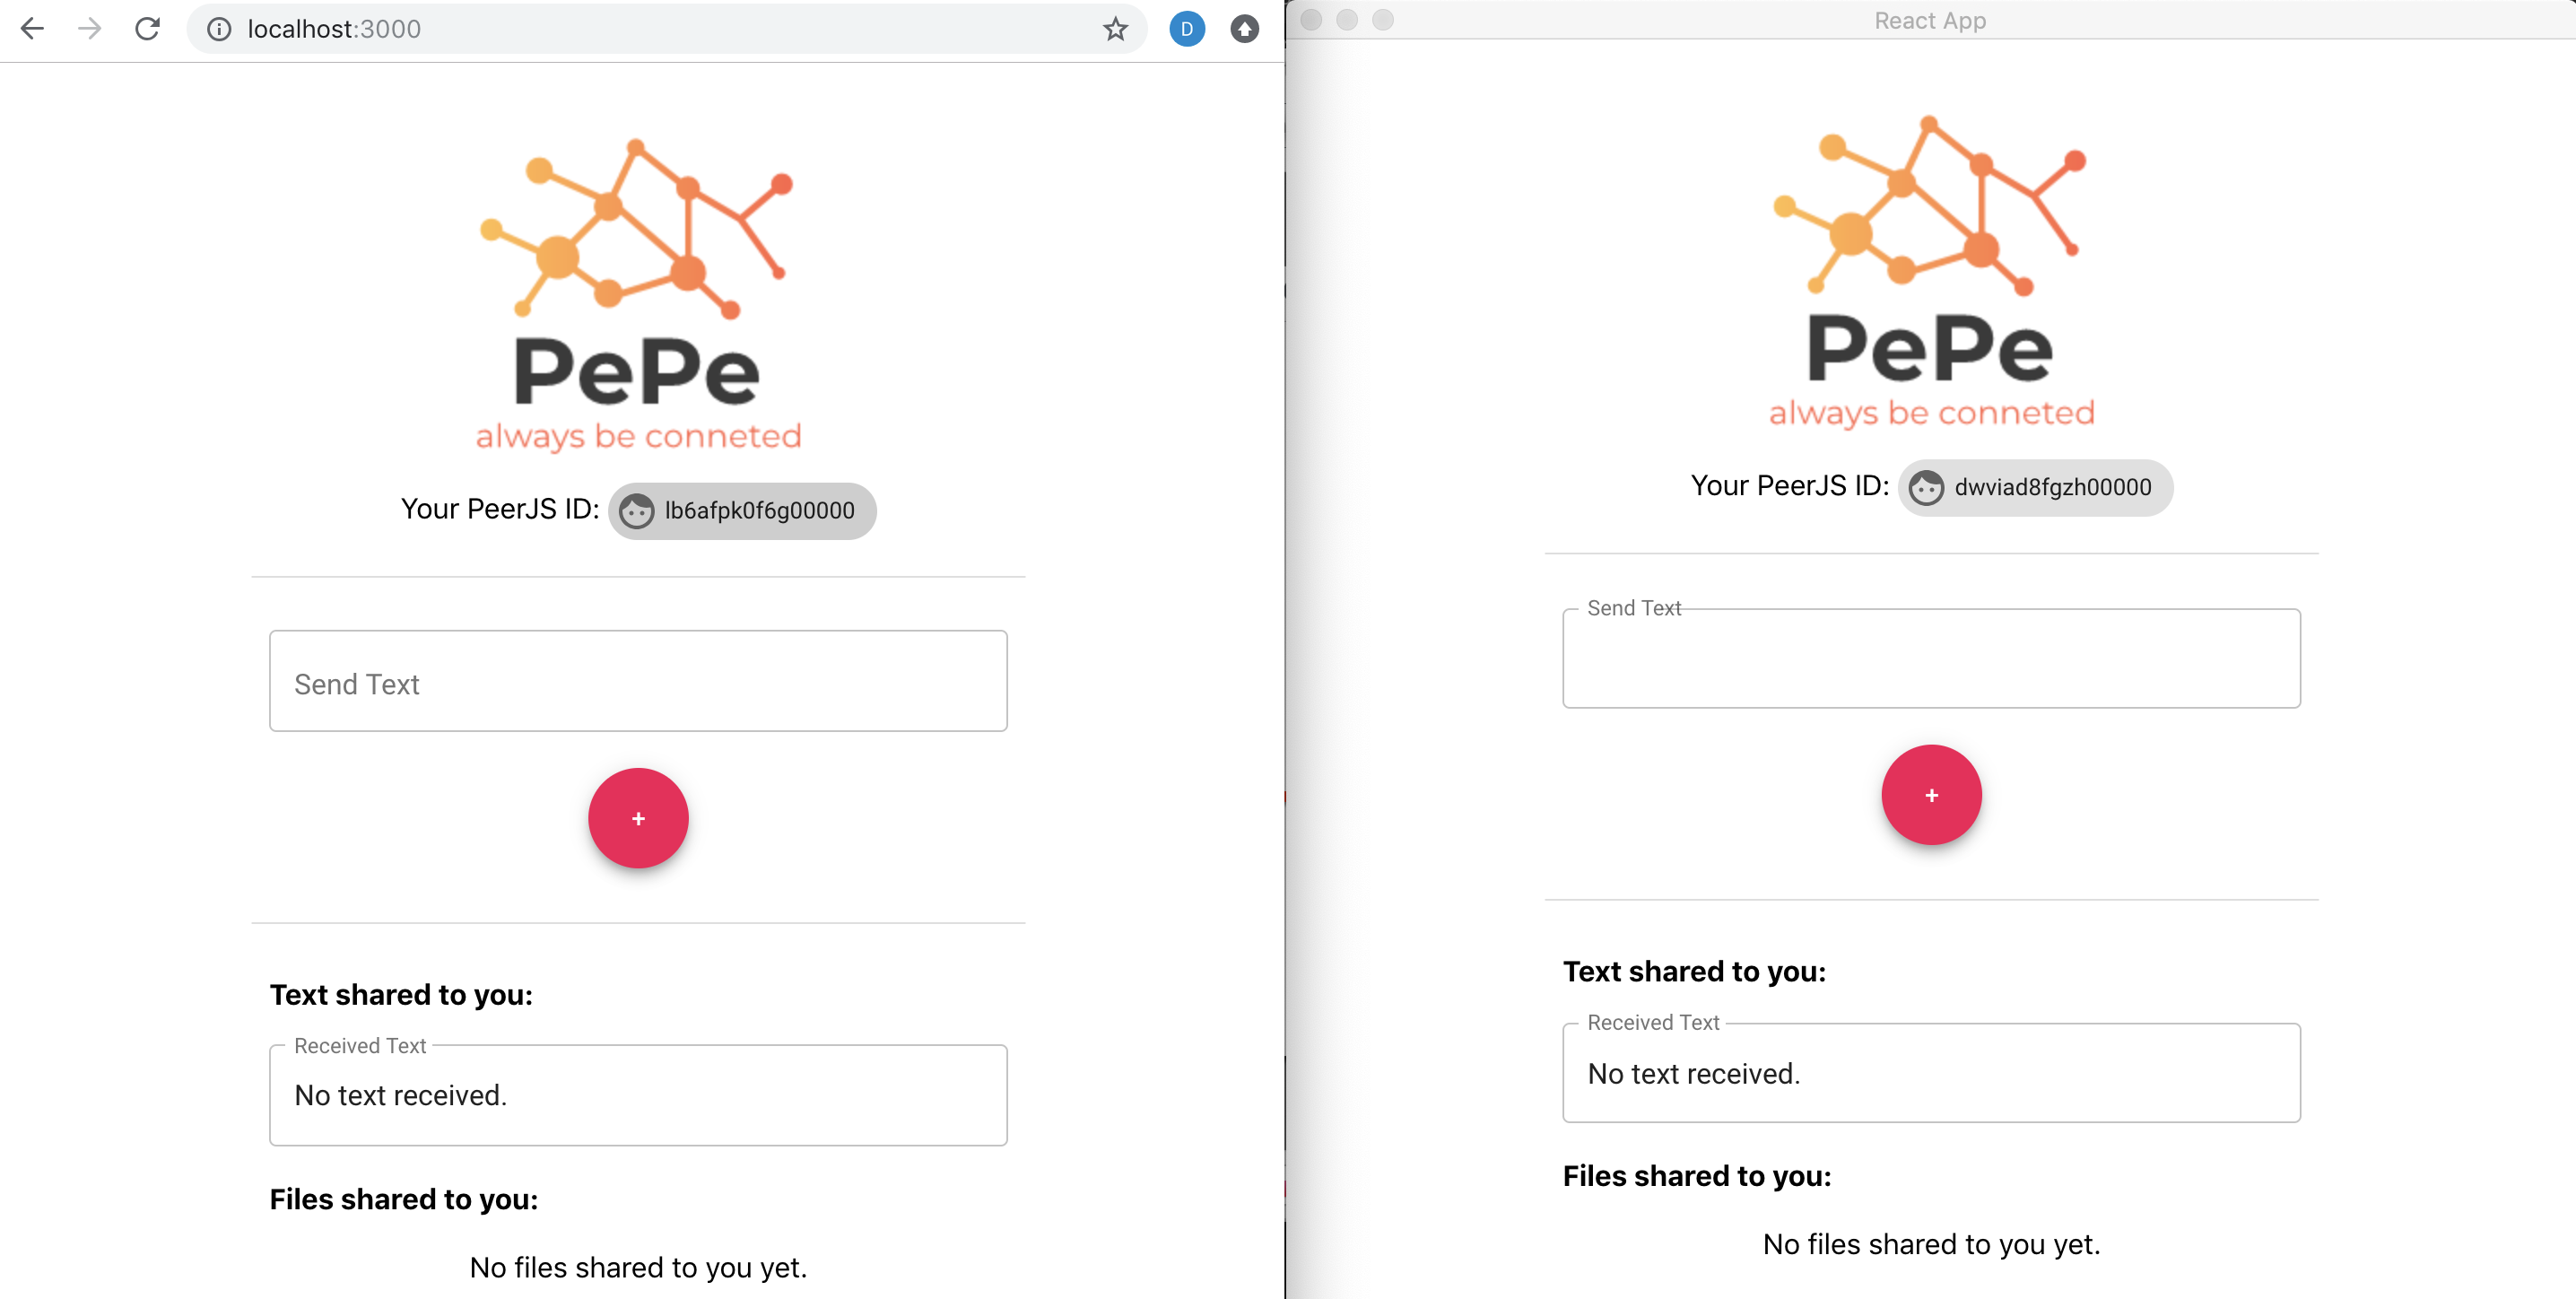 localhost:3000
D
PePe
always be conneted
Your PeerJS ID: lb6afpk0f6g00000
Send Text
+
Text shared to you:
Received Text
No text received.
Files shared to you:
No files shared to you yet.
React App
PePe
always be conneted
Your PeerJS ID: dwviad8fgzh00000
Send Text
+
Text shared to you:
Received Text
No text received.
Files shared to you:
No files shared to you yet.